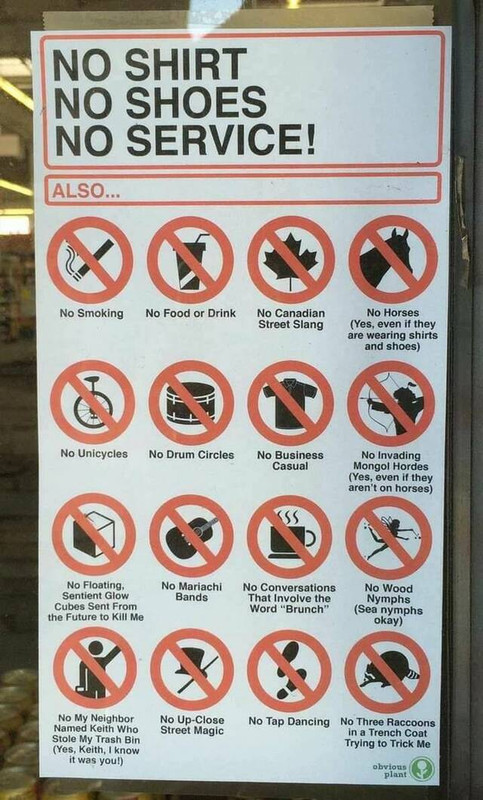 NO SHIRT
NO SHOES
NO SERVICE!
ALSO...
No Smoking
No Food or Drink
No Canadian
Street Slang
No Horses
(Yes, even if they
are wearing shirts
and shoes)
No Unicycles
No Drum Circles
No Business
Casual
No Invading
Mongol Hordes
(Yes, even if they
aren't on horses)
No Floating,
Sentient Glow
Cubes Sent From
the Future to Kill Me
No Mariachi
Bands
No Conversations
That Involve the
Word "Brunch"
No Wood
Nymphs
(Sea nymphs
okay)
No My Neighbor
Named Keith Who
Stole My Trash Bin
(Yes, Keith, I know
it was you!)
No Up-Close
Street Magic
No Tap Dancing
No Three Raccoons
in a Trench Coat
Trying to Trick Me
obvious
plant